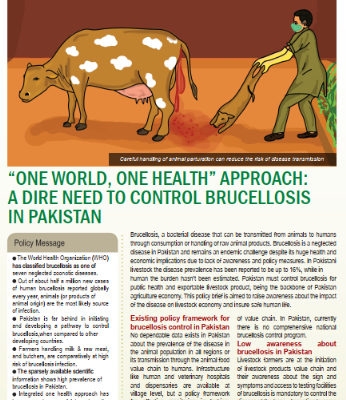 Careful handling of animal parturation can reduce the risk of disease transmission
“ONE WORLD, ONE HEALTH” APPROACH:
A DIRE NEED TO CONTROL BRUCELLOSIS
IN PAKISTAN
Policy Message
● The World Health Organization (WHO)
has classified brucellosis as one of
seven neglected zoonotic diseases.
● Out of about half a million new cases
of human brucellosis reported globally
every year, animals (or products of
animal origin) are the most likely source
of infection.
● Pakistan is far behind in initiating
and developing a pathway to control
brucellosis,when compared to other
developing countries.
● Farmers handling milk & raw meat,
and butchers, are comparatively at high
risk of brucellosis infection.
● The sparsely available scientific
information shows high prevalence of
brucellosis in Pakistan.
● Integrated one health approach has
Brucellosis, a bacterial disease that can be transmitted from animals to humans
through consumption or handling of raw animal products. Brucellosis is a neglected
disease in Pakistan and remains an endemic challenge despite its huge health and
economic implications due to lack of awareness and policy measures. In Pakistani
livestock the disease prevalence has been reported to be upto 16%, while in
human the burden hasn't been estimated. Pakistan must control brucellosis for
public health and exportable livestock product, being the backbone of Pakistan
agriculture economy. This policy brief is aimed to raise awareness about the impact
of the disease on livestock economy and insure safe human life.
Existing policy framework for
brucellosis control in Pakistan
No dependable data exists in Pakistan
about the prevalence of the disease in
the animal population in all regions or
its transmission through the animal food
value chain to humans. Infrastructure
like human and veterinary hospitals
and dispensaries are available at
village level, but a policy framework
of value chain. In Pakistan, currently
there is no comprehensive national
brucellosis control program.
Low awareness about
brucellosis in Pakistan
Livestock farmers are at the initiation
of livestock products value chain and
their awareness about the sign and
symptoms and access to testing facilities
of brucellosis is mandatory to control the